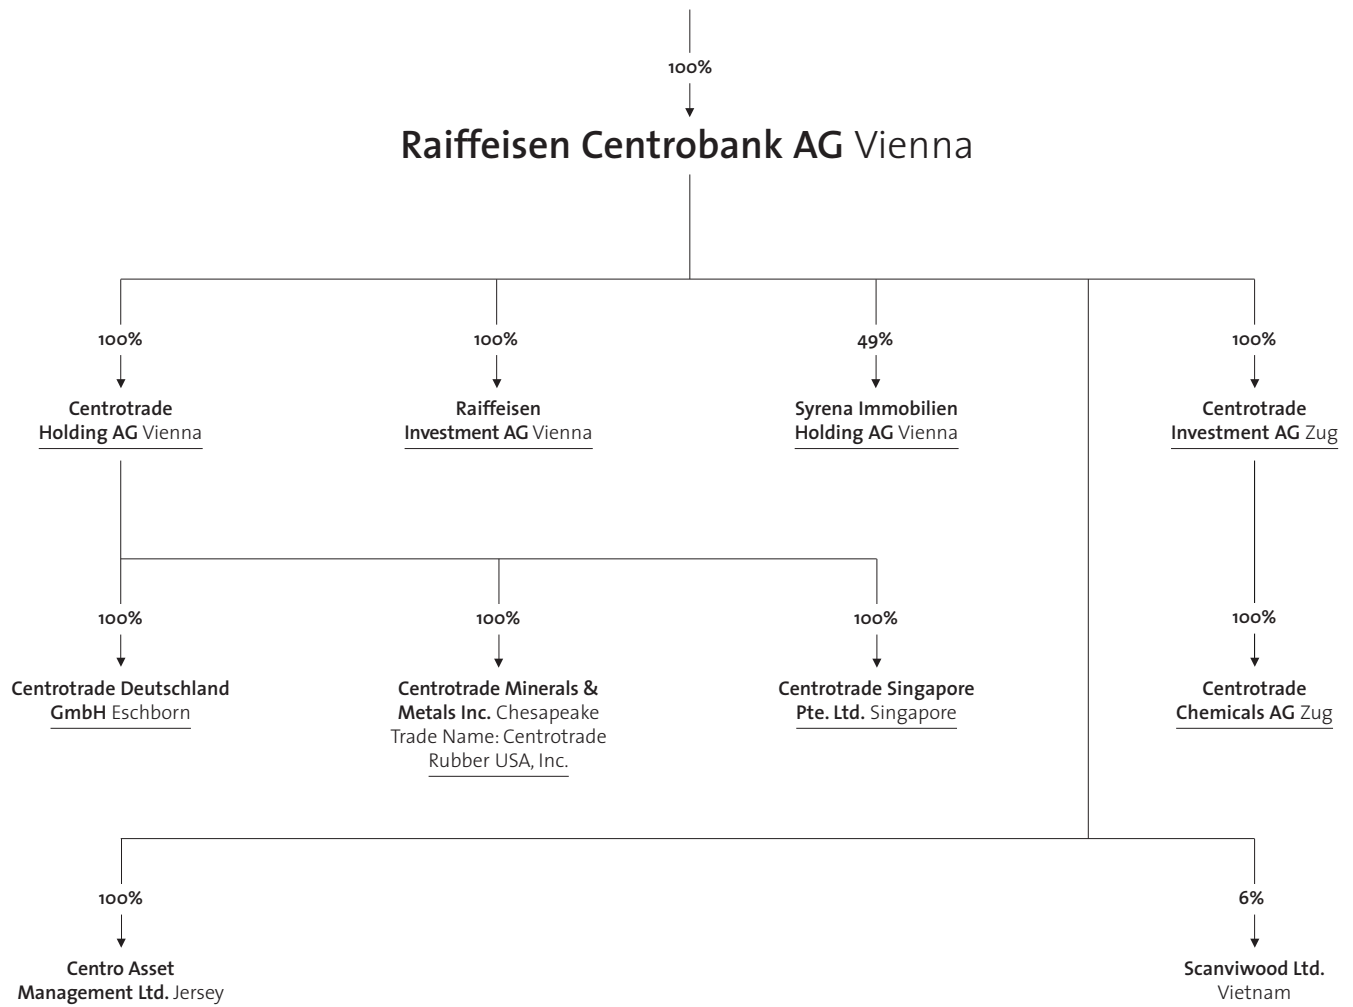 100%
Raiffeisen Centrobank AG Vienna
100%
100%
49%
100%
Centrotrade
Holding AG Vienna
Raiffeisen
Investment AG Vienna
Syrena Immobilien
Holding AG Vienna
Centrotrade
Investment AG Zug
100%
100%
100%
100%
Centrotrade Deutschland
GmbH Eschborn
Centrotrade Minerals &
Metals Inc. Chesapeake
Trade Name: Centrotrade
Rubber USA, Inc.
Centrotrade Singapore
Pte. Ltd. Singapore
Centrotrade
Chemicals AG Zug
100%
6%
Centro Asset
Management Ltd. Jersey
Scanviwood Ltd.
Vietnam